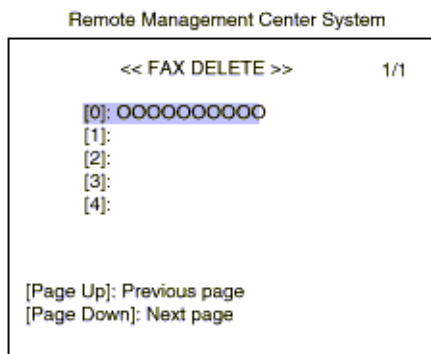 Remote Management Center System
<< FAX DELETE >> 1/1
[0]: OOOOOOOOOO
[1]:
[2]:
[3]:
[4]:
[Page Up]: Previous page
[Page Down]: Next page